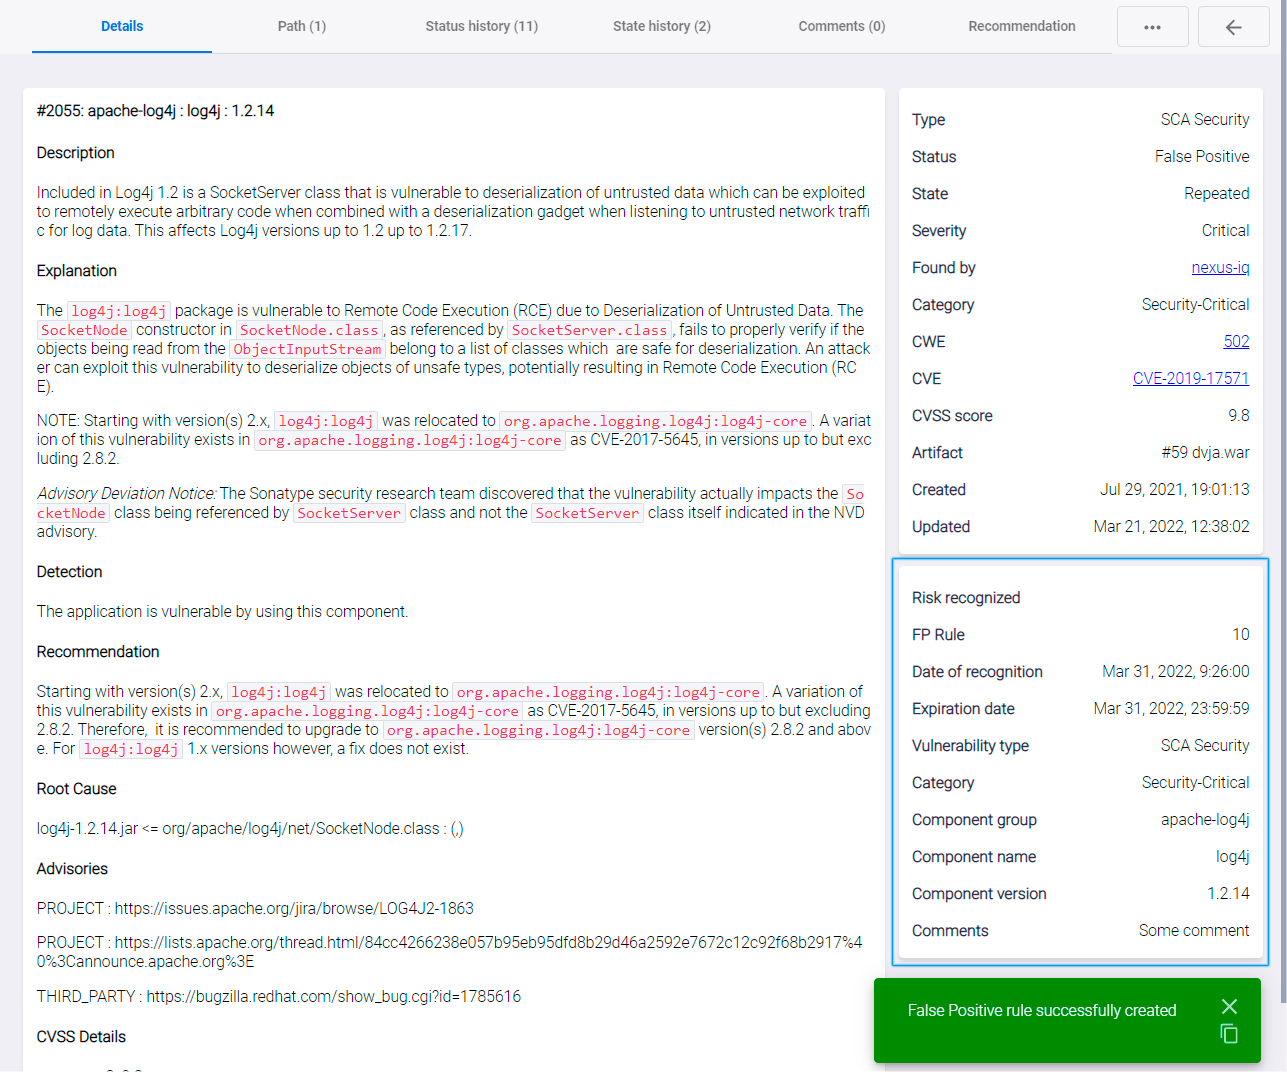 Details
Path (1)
Status history (11)
State history (2)
Comments (0)
Recommendation
#2055: apache-log4j : log4j : 1.2.14
Description
Included in Log4j 1.2 is a SocketServer class that is vulnerable to deserialization of untrusted data which can be exploited
to remotely execute arbitrary code when combined with a deserialization gadget when listening to untrusted network traffi
c for log data. This affects Log4j versions up to 1.2 up to 1.2.17.
Explanation
The log4j:log4j package is vulnerable to Remote Code Execution (RCE) due to Deserialization of Untrusted Data. The
SocketNode constructor in SocketNode.class, as referenced by SocketServer.class, fails to properly verify if the
objects being read from the ObjectInputStream belong to a list of classes which are safe for deserialization. An attack
er can exploit this vulnerability to deserialize objects of unsafe types, potentially resulting in Remote Code Execution (RC
E).
NOTE: Starting with version(s) 2.x, log4j:log4j was relocated to org.apache.logging.log4j:log4j-core. A variat
ion of this vulnerability exists in org.apache.logging.log4j:log4j-core as CVE-2017-5645, in versions up to but exc
luding 2.8.2.
Advisory Deviation Notice: The Sonatype security research team discovered that the vulnerability actually impacts the So
cketNode class being referenced by SocketServer class and not the SocketServer class itself indicated in the NVD
advisory.
Detection
The application is vulnerable by using this component.
Recommendation
Starting with version(s) 2.x, log4j:log4j was relocated to org.apache.logging.log4j:log4j-core. A variation of
this vulnerability exists in org.apache.logging.log4j:log4j-core as CVE-2017-5645, in versions up to but excluding
2.8.2. Therefore, it is recommended to upgrade to org.apache.logging.log4j:log4j-core version(s) 2.8.2 and abov
e. For log4j:log4j 1.x versions however, a fix does not exist.
Root Cause
log4j-1.2.14.jar <= org/apache/log4j/net/SocketNode.class : (,)
Advisories
PROJECT : https://issues.apache.org/jira/browse/LOG4J2-1863
PROJECT : https://lists.apache.org/thread.html/84cc4266238e057b95eb95dfd8b29d46a2592e7672c12c92f68b2917%4
0%3Cannounce.apache.org%3E
THIRD_PARTY : https://bugzilla.redhat.com/show_bug.cgi?id=1785616
CVSS Details
Type SCA Security
Status False Positive
State Repeated
Severity Critical
Found by nexus-iq
Category Security-Critical
CWE 502
CVE CVE-2019-17571
CVSS score 9.8
Artifact #59 dvja.war
Created Jul 29, 2021, 19:01:13
Updated Mar 21, 2022, 12:38:02
Risk recognized
FP Rule 10
Date of recognition Mar 31, 2022, 9:26:00
Expiration date Mar 31, 2022, 23:59:59
Vulnerability type SCA Security
Category Security-Critical
Component group apache-log4j
Component name log4j
Component version 1.2.14
Comments Some comment
False Positive rule successfully created